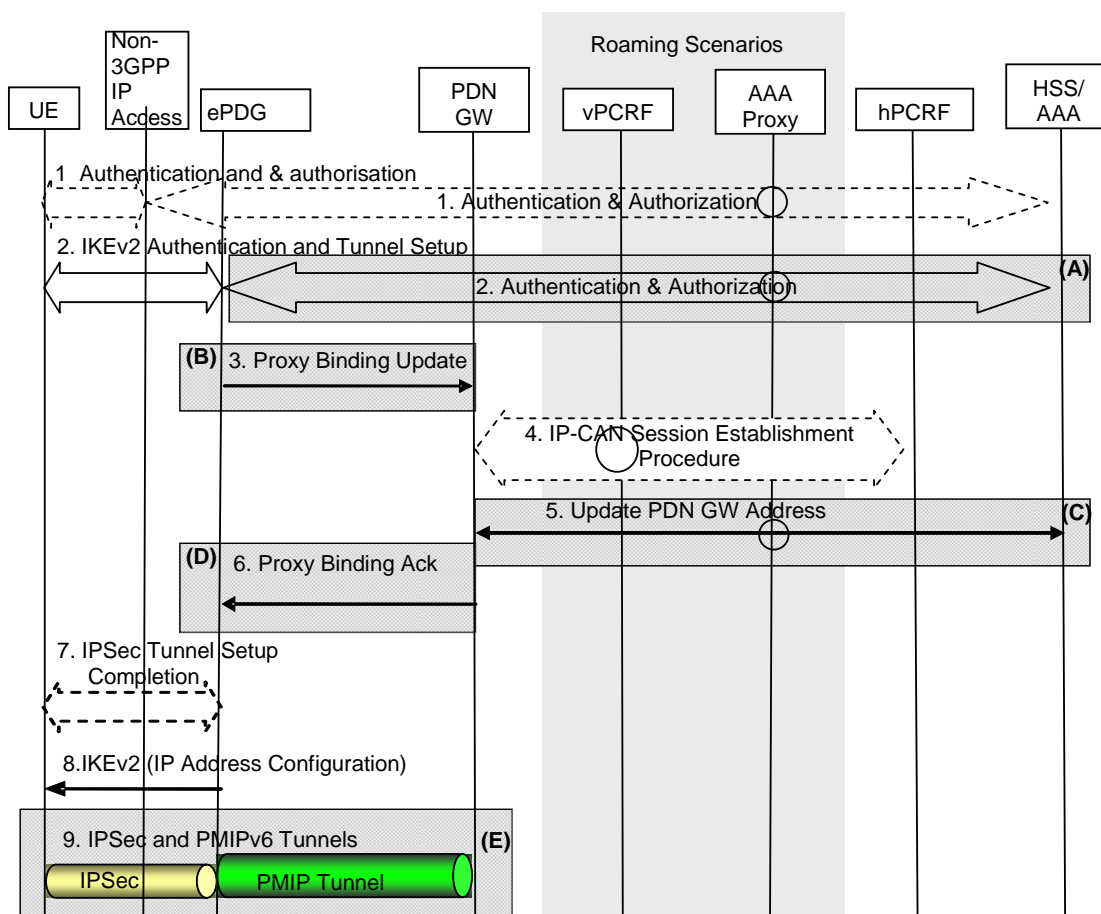 Roaming Scenarios
UE
Non-
3GPP
IP
Access
ePDG
PDN
GW
vPCRF
AAA
Proxy
hPCRF
HSS/
AAA
1 Authentication and & authorisation
1. Authentication & Authorization
2. IKEv2 Authentication and Tunnel Setup
(A)
2. Authentication & Authorization
(B)
3. Proxy Binding Update
4. IP-CAN Session Establishment
Procedure
5. Update PDN GW Address
(C)
(D)
6. Proxy Binding Ack
7. IPSec Tunnel Setup
Completion
8.IKEv2 (IP Address Configuration)
9. IPSec and PMIPv6 Tunnels
(E)
IPSec
PMIP Tunnel